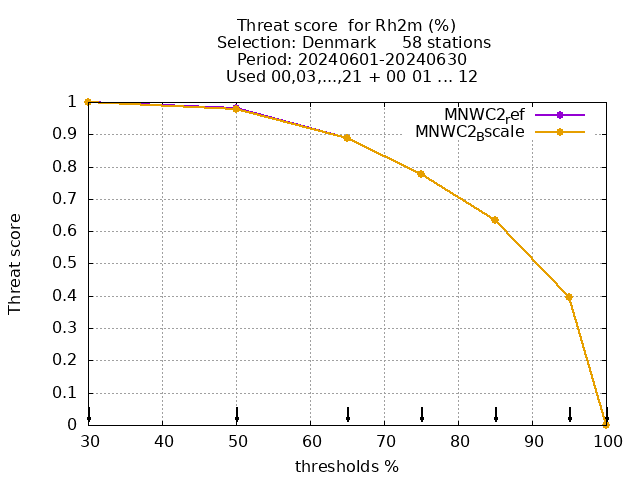 Threat score  for Rh2m (%)
Selection: Denmark     58 stations
Period: 20240601-20240630
Used 00,03,...,21 + 00 01 ... 12
MNWC2ref
MNWC2Bscale
Threat score
1
0.9
0.8
0.7
0.6
0.5
0.4
0.3
0.2
0.1
0
30 40 50 60 70 80 90 100
thresholds %